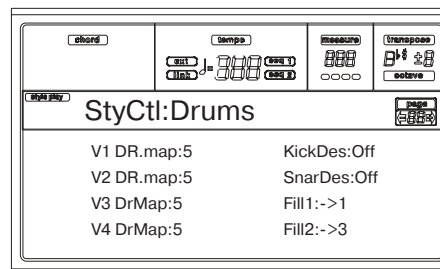 chord
tempo
measure
transpose
ext
seq 1
link
seq 2
octave
style play
StyCtl:Drums
page
V1 DR.map:5
KickDes:Off
V2 DR.map:5
SnarDes:Off
V3 DrMap:5
Fill1:->1
V4 DrMap:5
Fill2:->3